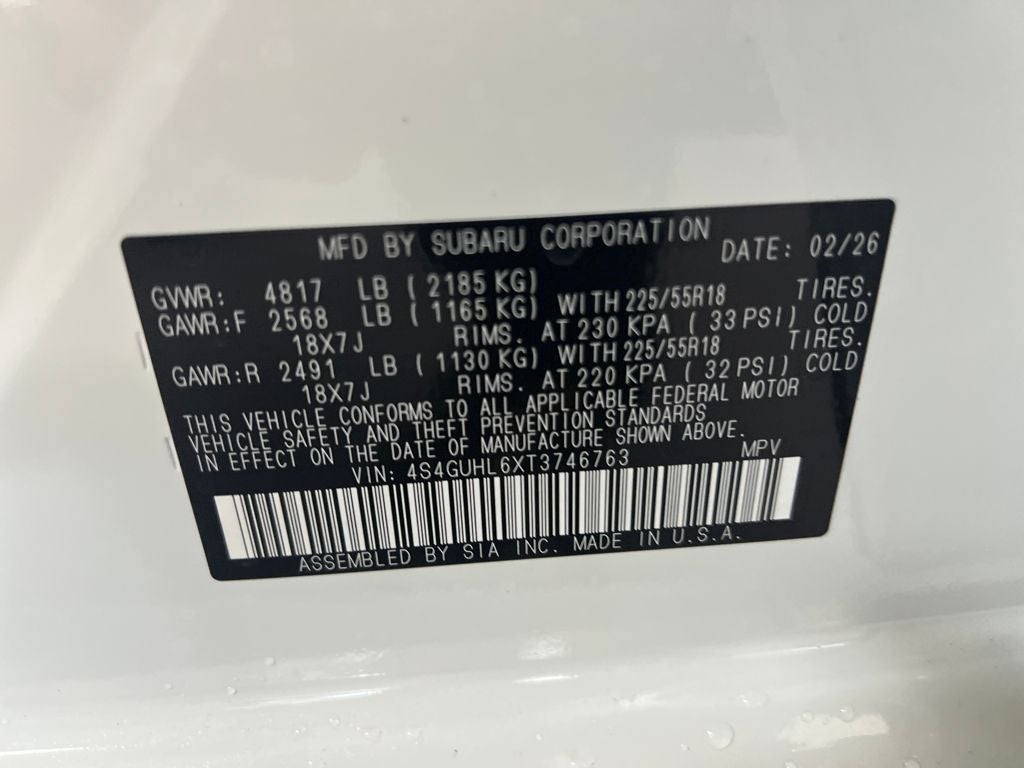 MFD BY SUBARU CORPORATION DATE: 02/26
GVWR: 4817 LB ( 2185 KG)
GAWR:F 2568 LB ( 1165 KG) WITH 225/55R18 TIRES.
18X7J RIMS. AT 230 KPA ( 33 PSI) COLD
GAWR:R 2491 LB ( 1130 KG) WITH 225/55R18 TIRES.
18X7J RIMS. AT 220 KPA ( 32 PSI) COLD
THIS VEHICLE CONFORMS TO ALL APPLICABLE FEDERAL MOTOR
VEHICLE SAFETY AND THEFT PREVENTION STANDARDS
IN EFFECT ON THE DATE OF MANUFACTURE SHOWN ABOVE.
VIN: 4S4GUHL6XT3746763 MPV
ASSEMBLED BY SIA INC. MADE IN U.S.A.